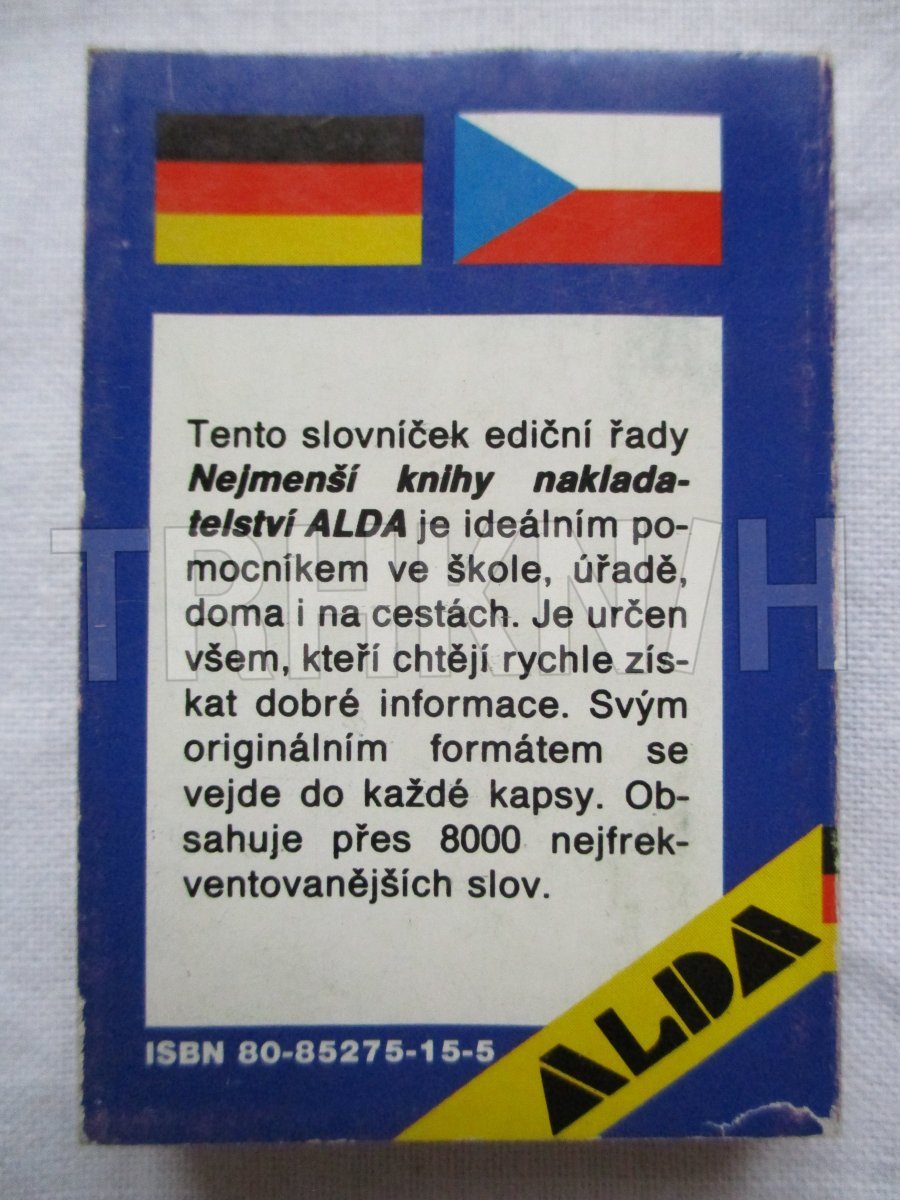 Tento slovníček ediční řady
Nejmenší knihy naklada-
telství ALDA je ideálním po-
mocníkem ve škole, úřadě,
doma i na cestách. Je určen
všem, kteří chtějí rychle zís-
kat dobré informace. Svým
originálním formátem se
vejde do každé kapsy. Ob-
sahuje přes 8000 nejfrek-
ventovanějších slov.
ISBN 80-85275-15-5
ALDA
TRHKNIH